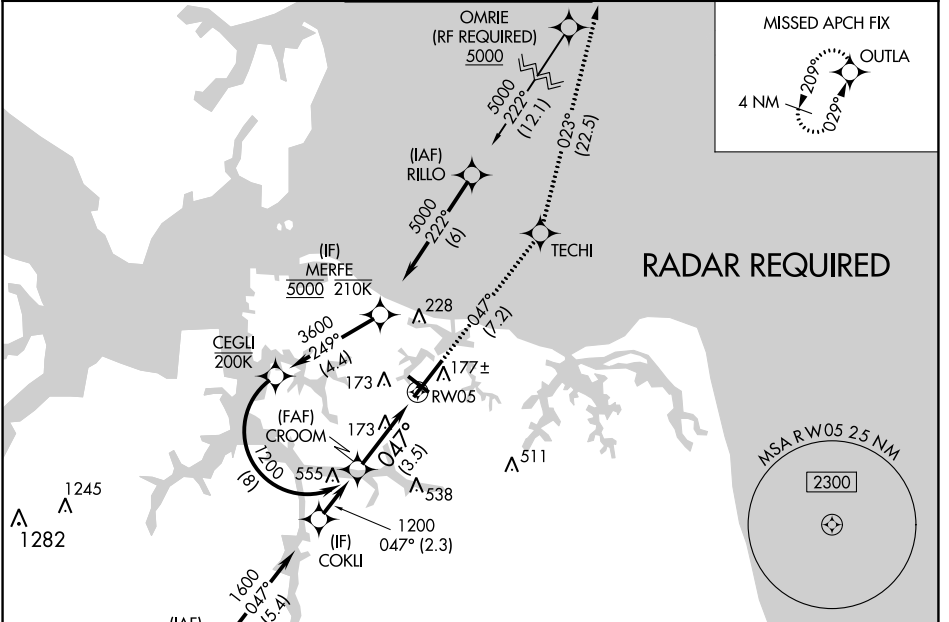 OMRIE
(RF REQUIRED)
5000
5000
222°
(12.1)
023°
(22.5)
MISSED APCH FIX
OUTLA
209°
029°
4 NM
(IAF)
RILLO
5000
222°
(6)
TECHI
RADAR REQUIRED
(IF)
MERFE
5000 210K
228
047°
(7.2)
3600
249°
(4.4)
CEGLI
200K
173
177±
RW05
(FAF)
CROOM
173
047°
(3.5)
1200
(8)
555
538
511
1245
1282
1200
047° (2.3)
(IF)
COKLI
1600
047°
(5.4)
(IAF)
MSA RW05 25 NM
2300